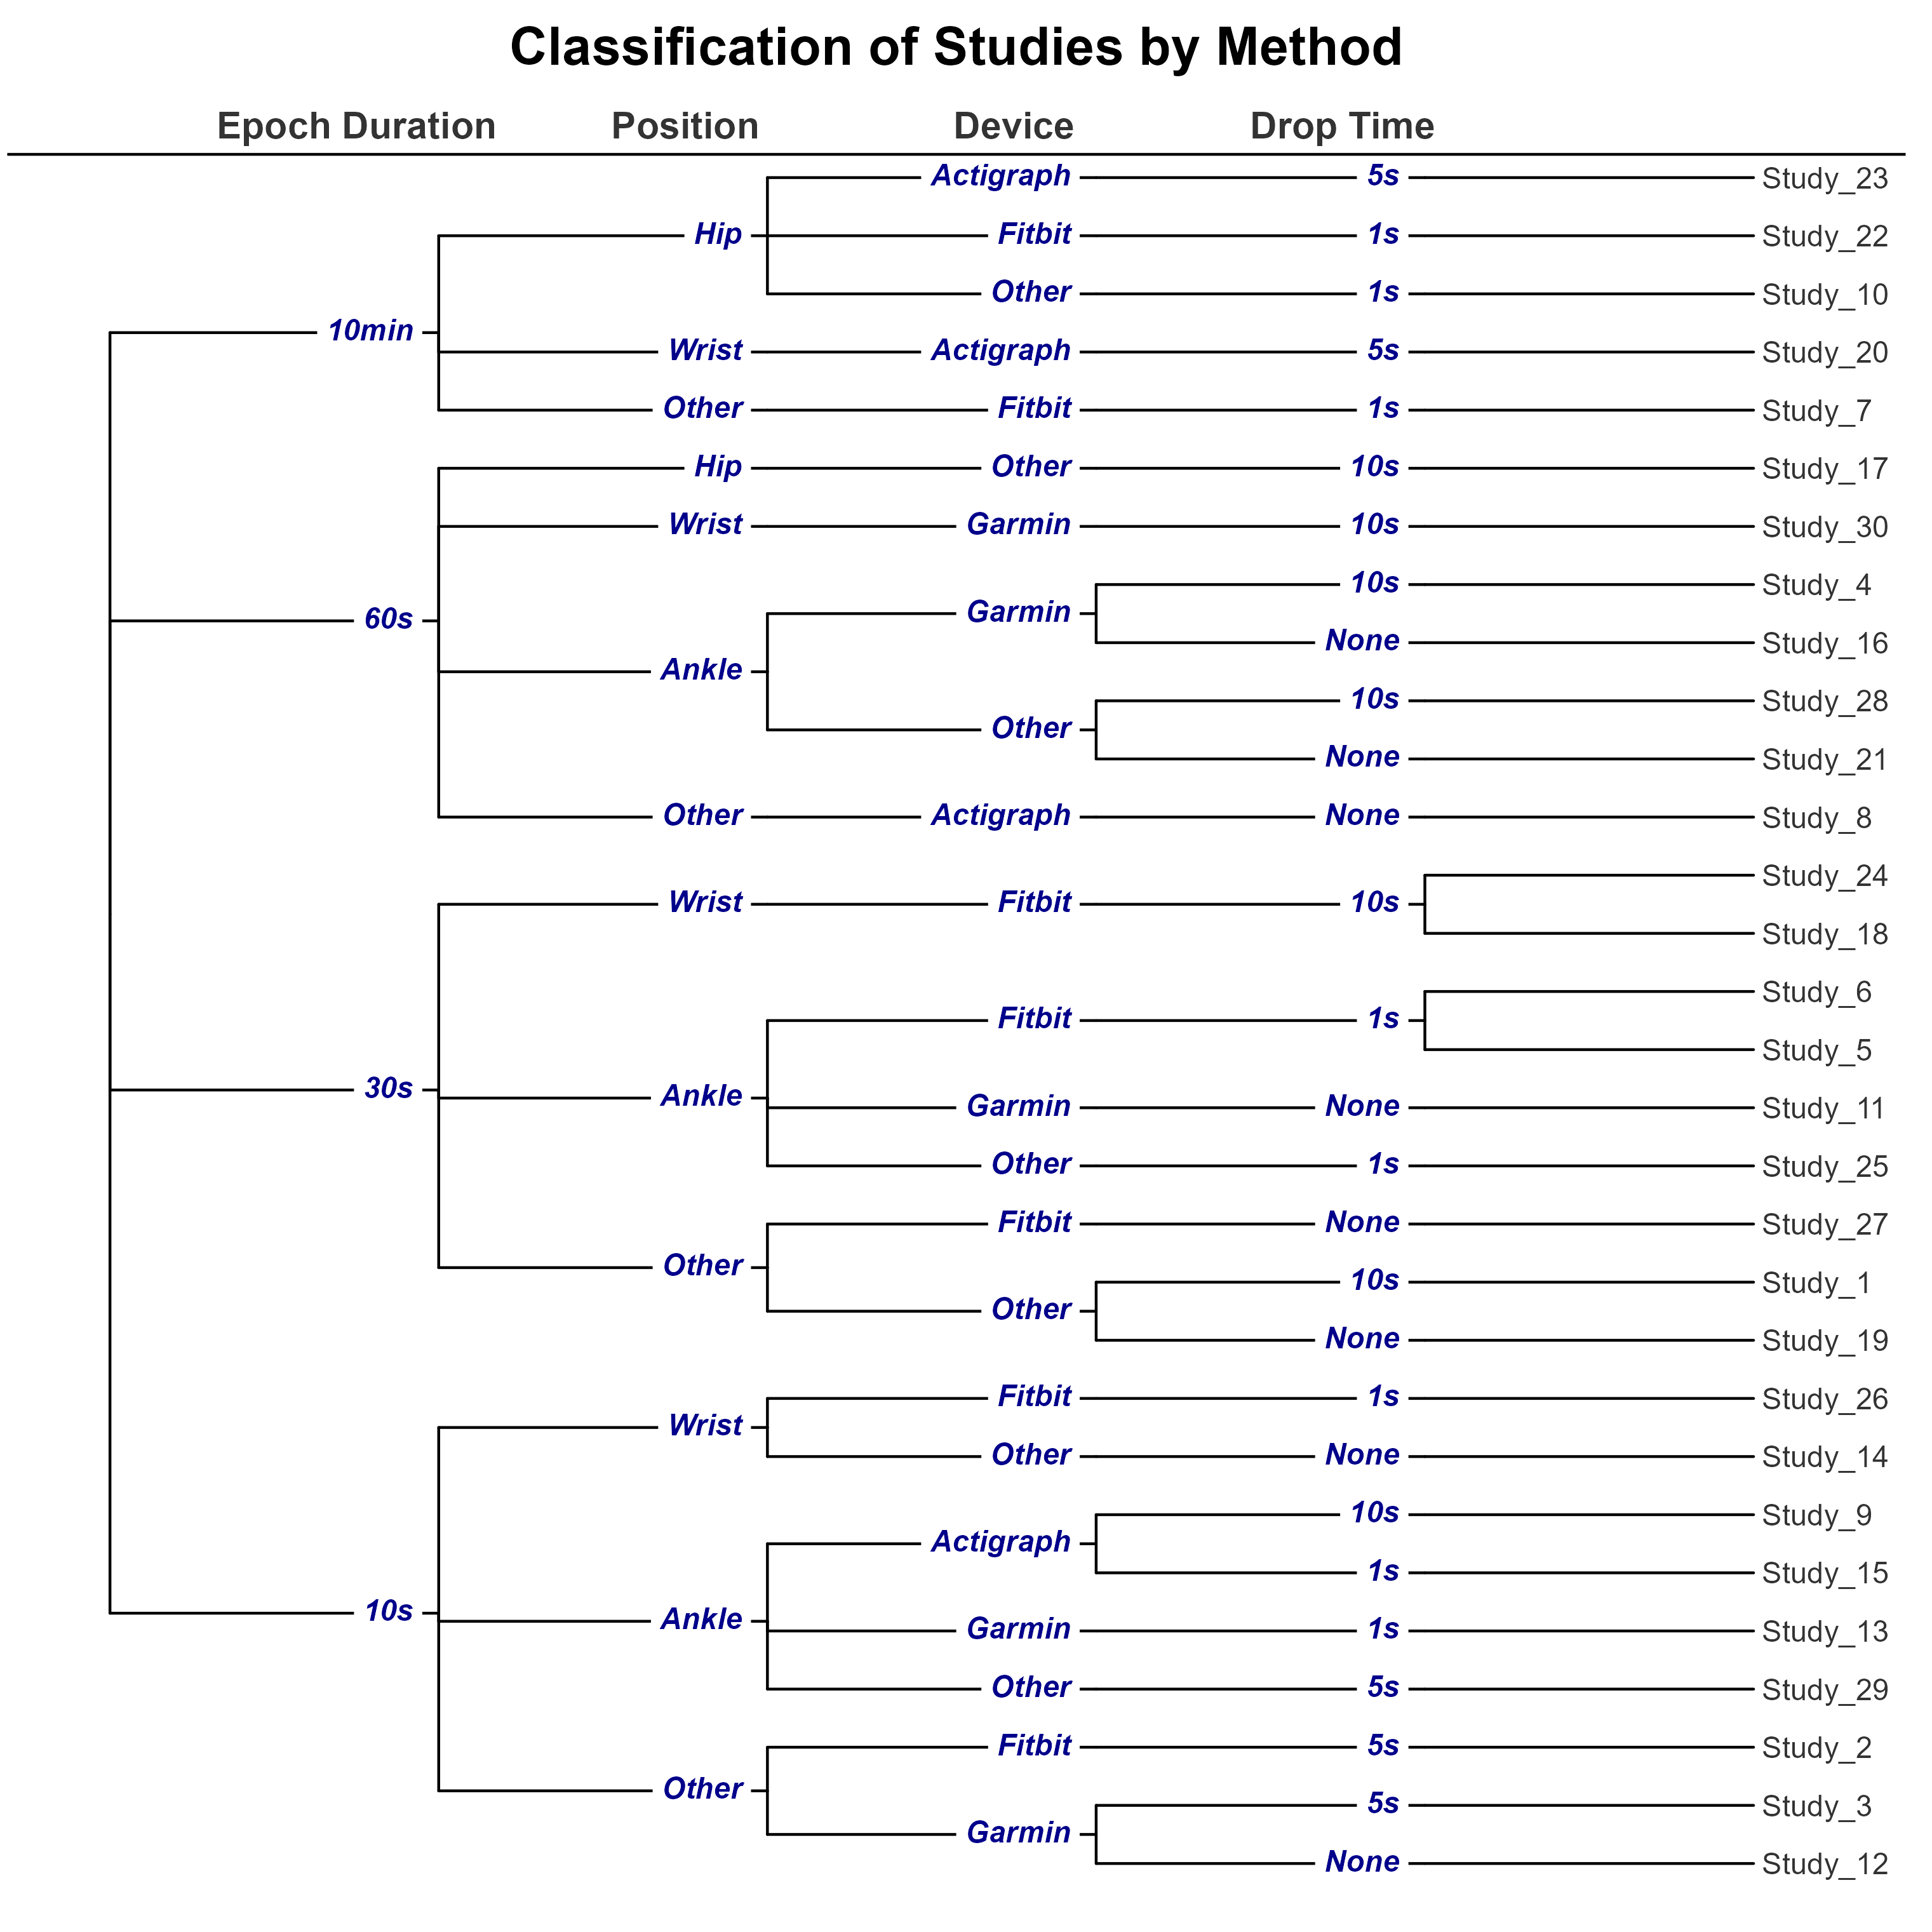 Classification of Studies by Method
Epoch Duration Position Device Drop Time
Actigraph 5s Study_23
Hip Fitbit 1s Study_22
Other 1s Study_10
10min
Wrist Actigraph 5s Study_20
Other Fitbit 1s Study_7
Hip Other 10s Study_17
Wrist Garmin 10s Study_30
10s Study_4
Garmin
60s
None Study_16
Ankle
10s Study_28
Other
None Study_21
Other Actigraph None Study_8
Study_24
Wrist Fitbit 10s
Study_18
Study_6
Fitbit 1s
Study_5
30s
Ankle
Garmin None Study_11
Other 1s Study_25
Fitbit None Study_27
Other
10s Study_1
Other
None Study_19
Fitbit 1s Study_26
Wrist
Other None Study_14
10s Study_9
Actigraph
1s Study_15
10s
Ankle
Garmin 1s Study_13
Other 5s Study_29
Fitbit 5s Study_2
Other
5s Study_3
Garmin
None Study_12